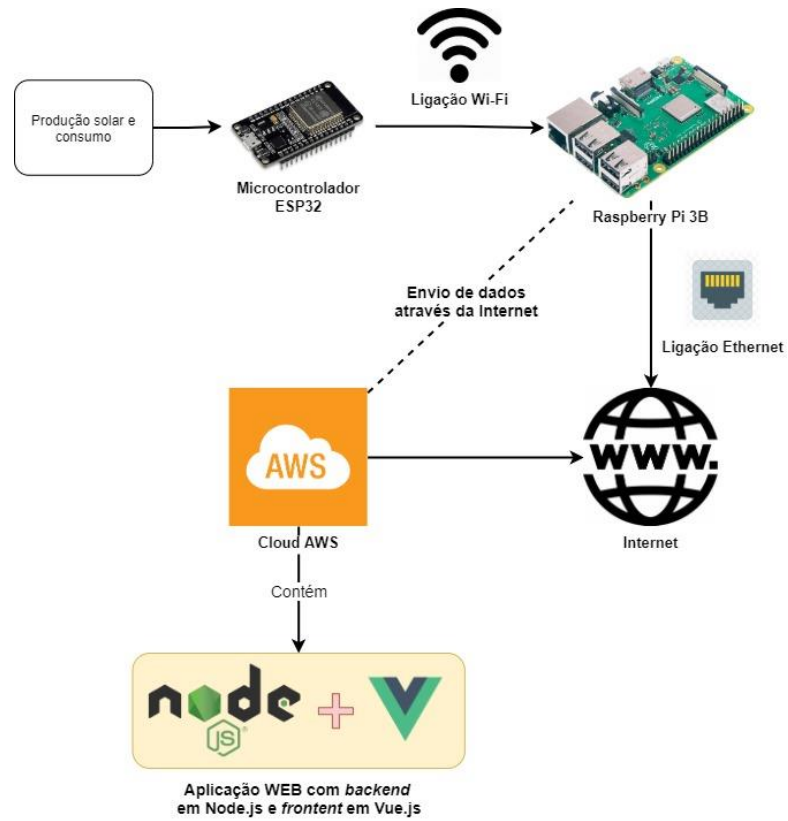 Ligação Wi-Fi
Produção solar e
consumo
Microcontrolador
ESP32
Raspberry Pi 3B
Envio de dados
através da Internet
Ligação Ethernet
AWS
WWW.
Cloud AWS
Internet
Contém
node
JS
Aplicação WEB com backend
em Node.js e frontent em Vue.js